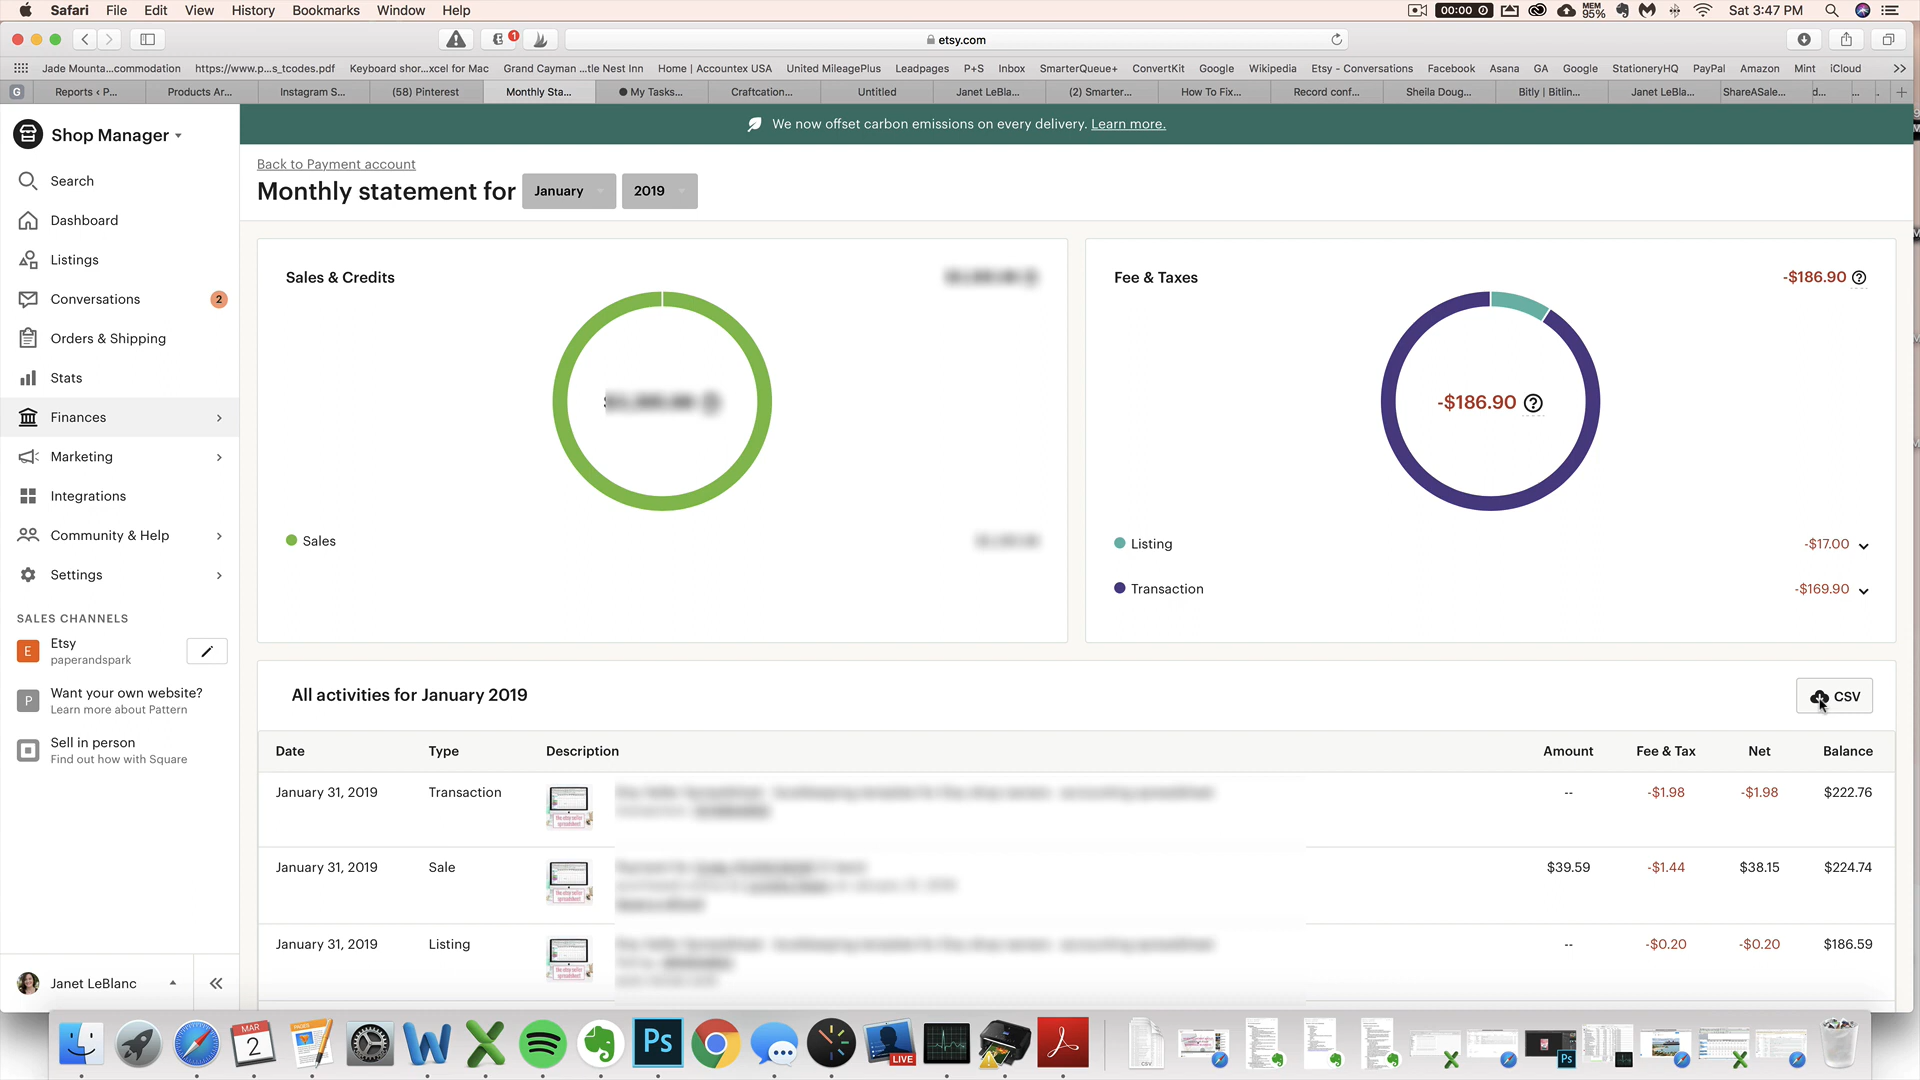 Safari File Edit View History Bookmarks Window Help 00:00 MEM 95% Sat 3:47 PM
1 etsy.com
Jade Mounta...commodation https://www.p...s_tcodes.pdf Keyboard shor...xcel for Mac Grand Cayman ...tle Nest Inn Home | Accountex USA United MileagePlus Leadpages P+S Inbox SmarterQueue+ ConvertKit Google Wikipedia Etsy - Conversations Facebook Asana GA Google StationeryHQ PayPal Amazon Mint iCloud
G Reports ‹ P... Products Ar... Instagram S... (58) Pinterest Monthly Sta... My Tasks... Craftcation... Untitled Janet LeBla... (2) Smarter... How To Fix... Record conf... Sheila Doug... Bitly | Bitlin... Janet LeBla... ShareASale... d...
Shop Manager
We now offset carbon emissions on every delivery. Learn more.
Back to Payment account
Monthly statement for January 2019
Search
Dashboard
Listings
Conversations 2
Orders & Shipping
Stats
Finances
Marketing
Integrations
Community & Help
Settings
SALES CHANNELS
E Etsy
paperandspark
P Want your own website?
Learn more about Pattern
Sell in person
Find out how with Square
Janet LeBlanc
Sales & Credits
Sales
Fee & Taxes -$186.90 ?
-$186.90 ?
Listing -$17.00
Transaction -$169.90
All activities for January 2019 CSV
Date Type Description Amount Fee & Tax Net Balance
January 31, 2019 Transaction -- -$1.98 -$1.98 $222.76
January 31, 2019 Sale $39.59 -$1.44 $38.15 $224.74
January 31, 2019 Listing -- -$0.20 -$0.20 $186.59
MAR
2
PAGES
W
X
Ps
LIVE
CSV
Ps